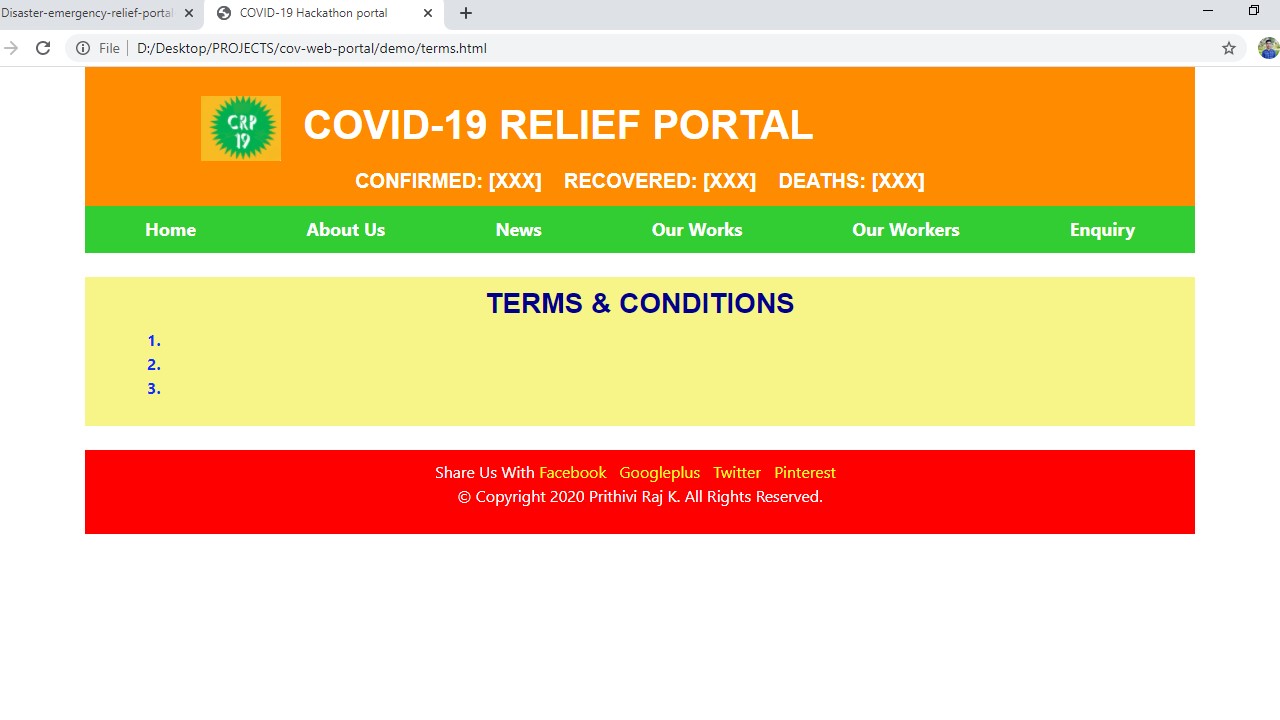 Disaster-emergency-relief-portal
COVID-19 Hackathon portal
File D:/Desktop/PROJECTS/cov-web-portal/demo/terms.html
CRP
19
COVID-19 RELIEF PORTAL
CONFIRMED: [XXX] RECOVERED: [XXX] DEATHS: [XXX]
Home About Us News Our Works Our Workers Enquiry
TERMS & CONDITIONS
1.
2.
3.
Share Us With Facebook Googleplus Twitter Pinterest
© Copyright 2020 Prithivi Raj K. All Rights Reserved.